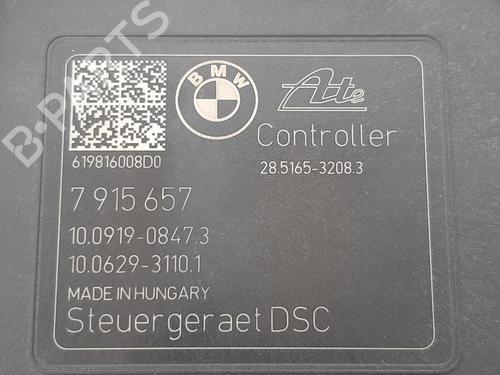 BMW
Ate
Controller
619816008D0
28.5165-3208.3
7 915 657
10.0919-0847.3
10.0629-3110.1
MADE IN HUNGARY
Steuergeraet DSC
B-PARTS